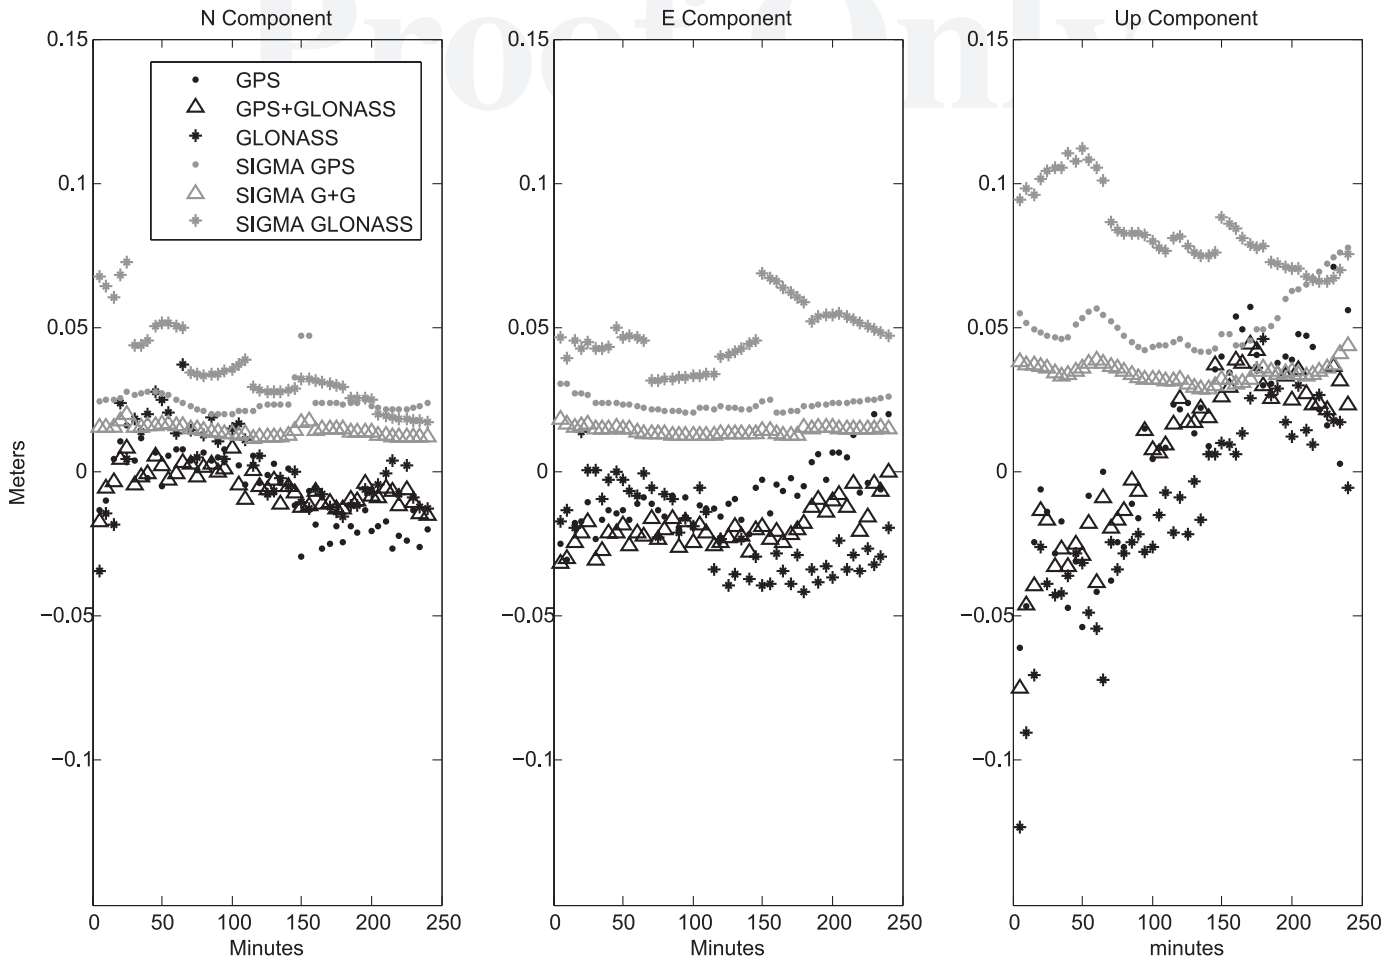 Proof Only
N Component
E Component
Up Component
0.15
0.1
0.05
0
−0.05
−0.1
Meters
GPS
GPS+GLONASS
GLONASS
SIGMA GPS
SIGMA G+G
SIGMA GLONASS
0 50 100 150 200 250
Minutes
0.15
0.1
0.05
0
−0.05
−0.1
0 50 100 150 200 250
Minutes
0.15
0.1
0.05
0
−0.05
−0.1
0 50 100 150 200 250
minutes